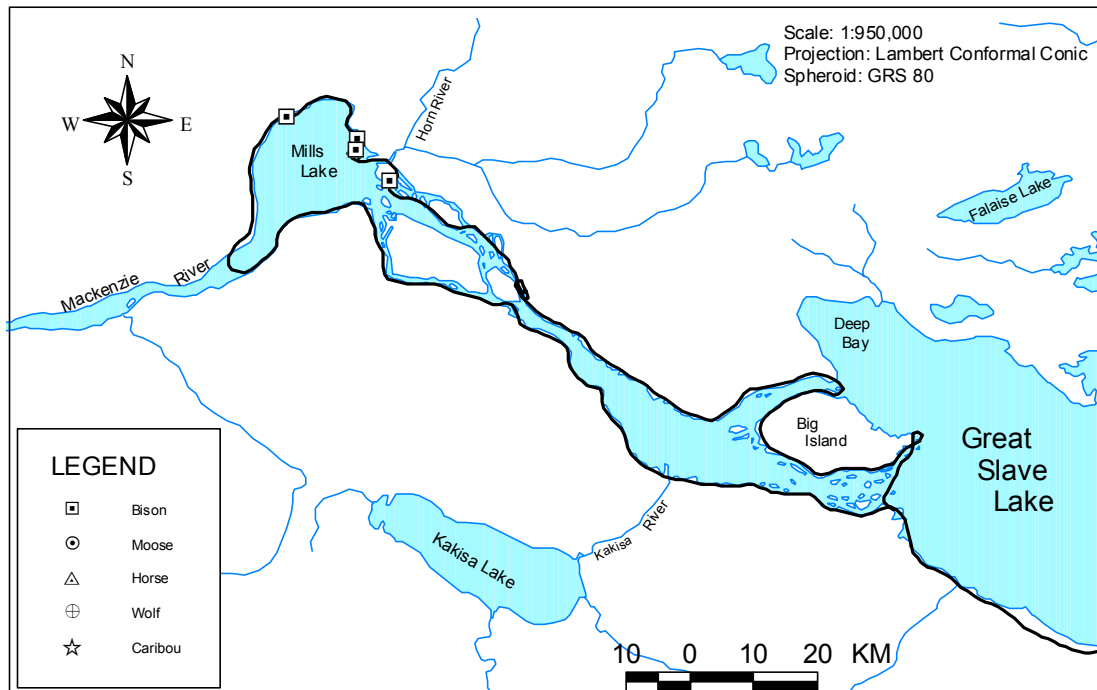 Scale: 1:950,000
Projection: Lambert Conformal Conic
Spheroid: GRS 80
N
W
E
S
Horn River
Mills
Lake
Falaise Lake
Mackenzie
River
Deep
Bay
Big
Island
Great
Slave
Lake
Kakisa
River
Kakisa Lake
LEGEND
Bison
Moose
Horse
Wolf
Caribou
10 0 10 20 KM